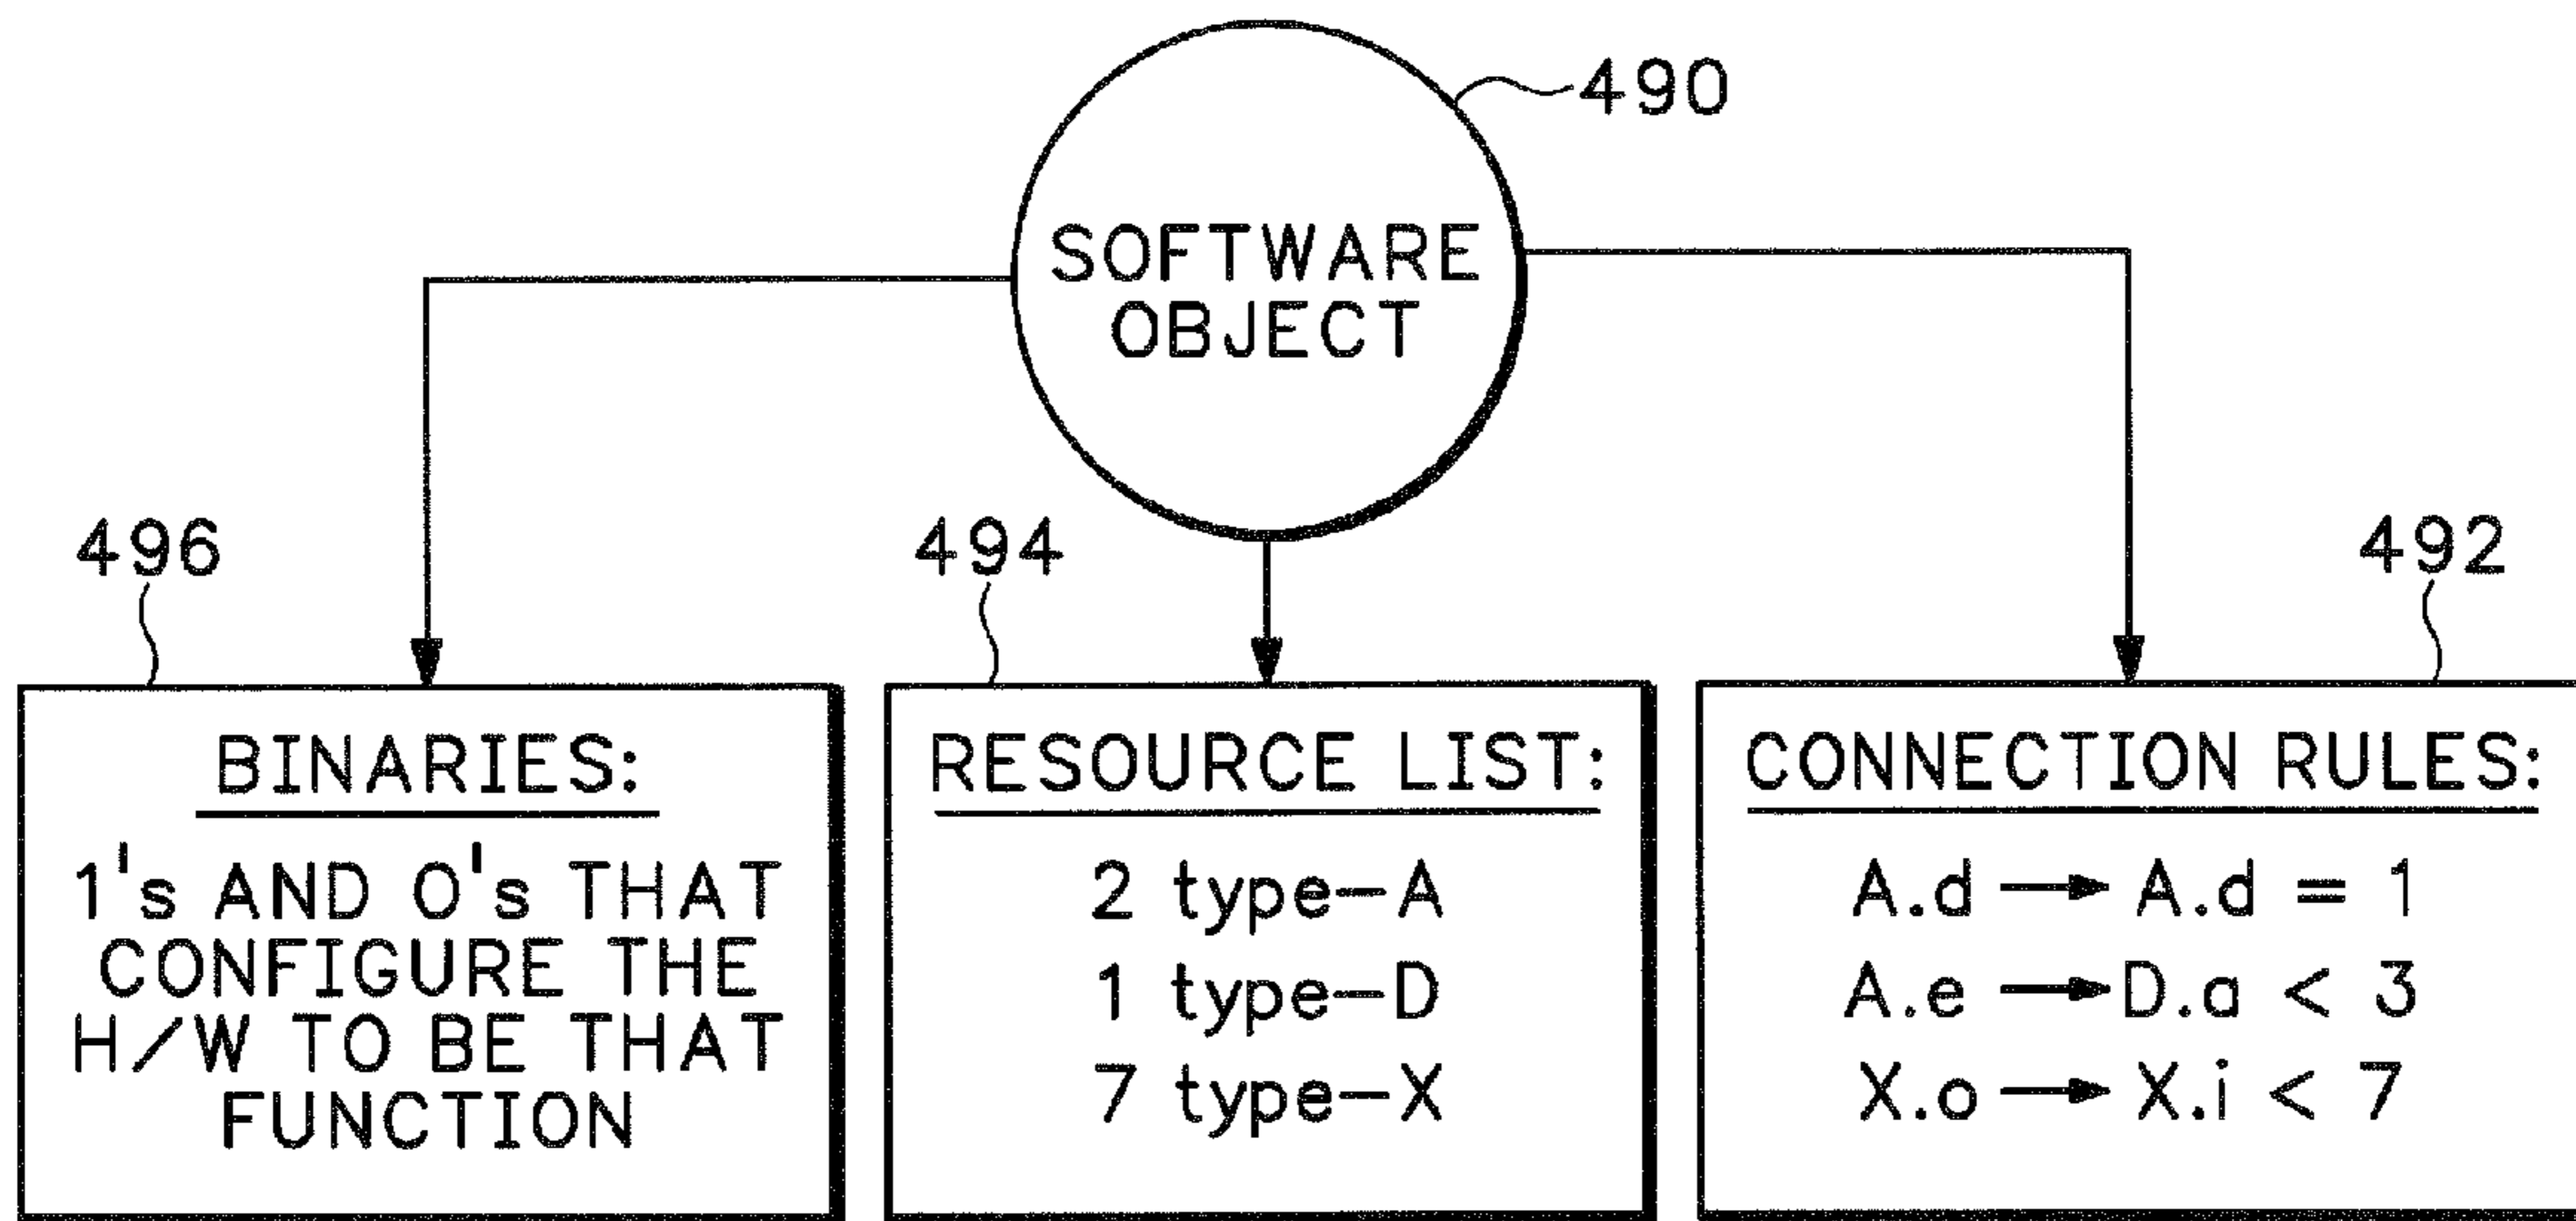 490
SOFTWARE
OBJECT
496
BINARIES:
1's AND 0's THAT
CONFIGURE THE
H/W TO BE THAT
FUNCTION
494
RESOURCE LIST:
2 type-A
1 type-D
7 type-X
492
CONNECTION RULES:
A.d → A.d = 1
A.e → D.a < 3
X.o → X.i < 7